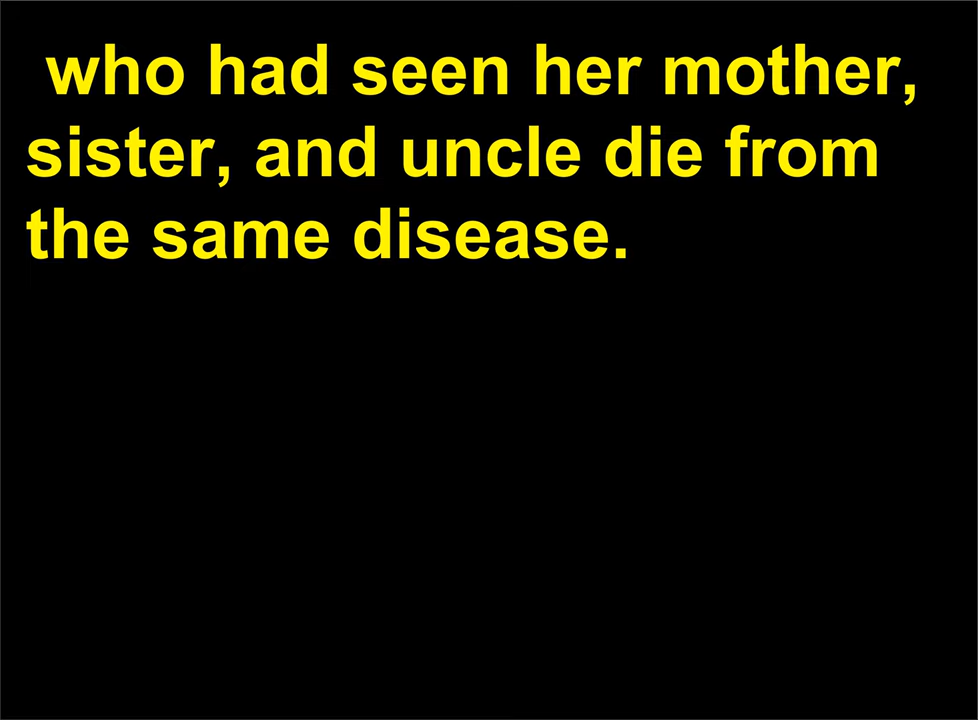 who had seen her mother,
sister, and uncle die from
the same disease.